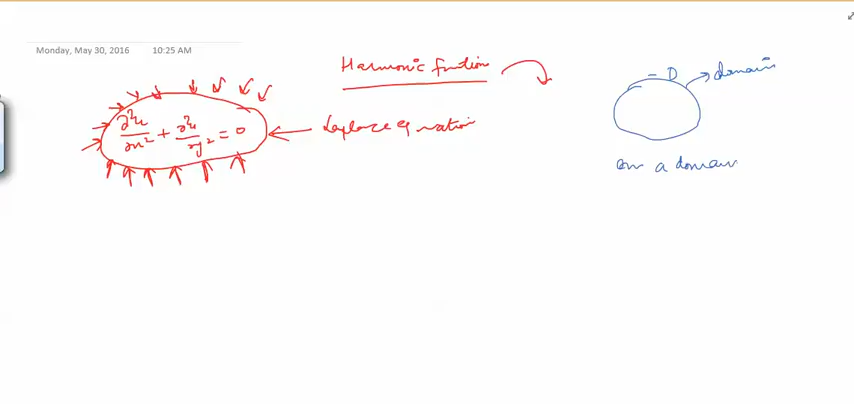 Monday, May 30, 2016 10:25 AM
Harmonic function
∂²u/∂x² + ∂²u/∂y² = 0
Laplace equation
D → domain
on a domain